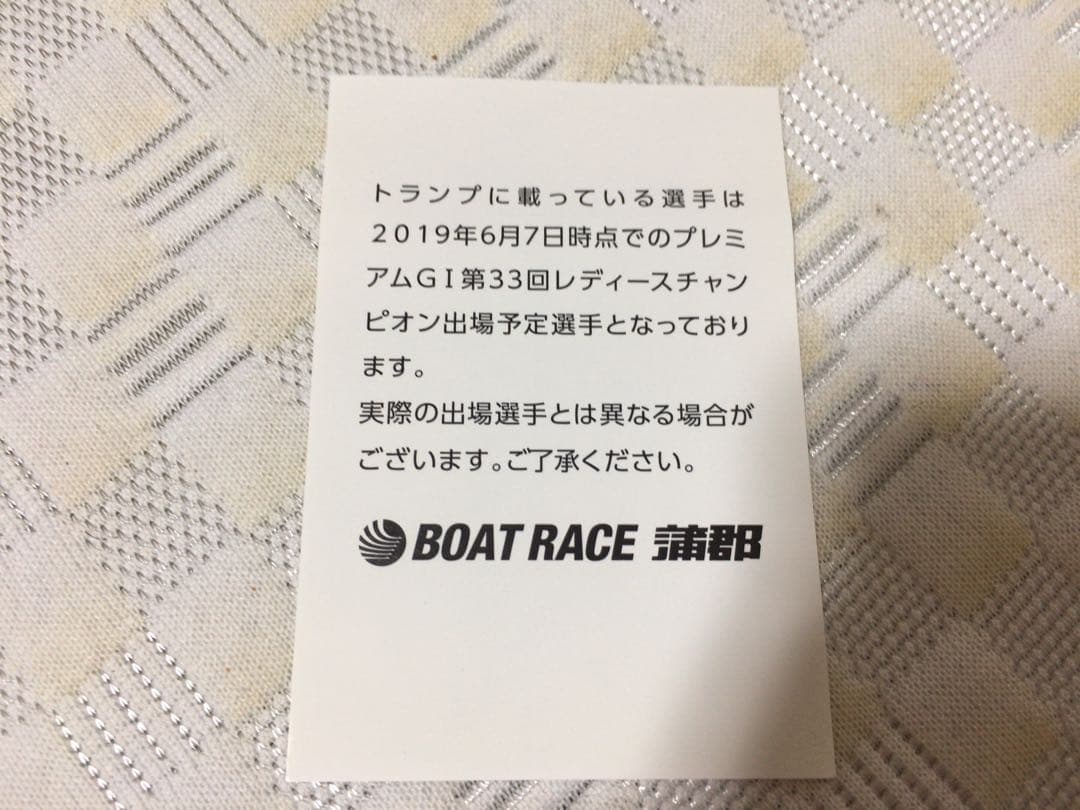 トランプに載っている選手は
2019年6月7日時点でのプレミ
アムGⅠ第33回レディースチャン
ピオン出場予定選手となっており
ます。
実際の出場選手とは異なる場合が
ございます。ご了承ください。
BOAT RACE 蒲郡